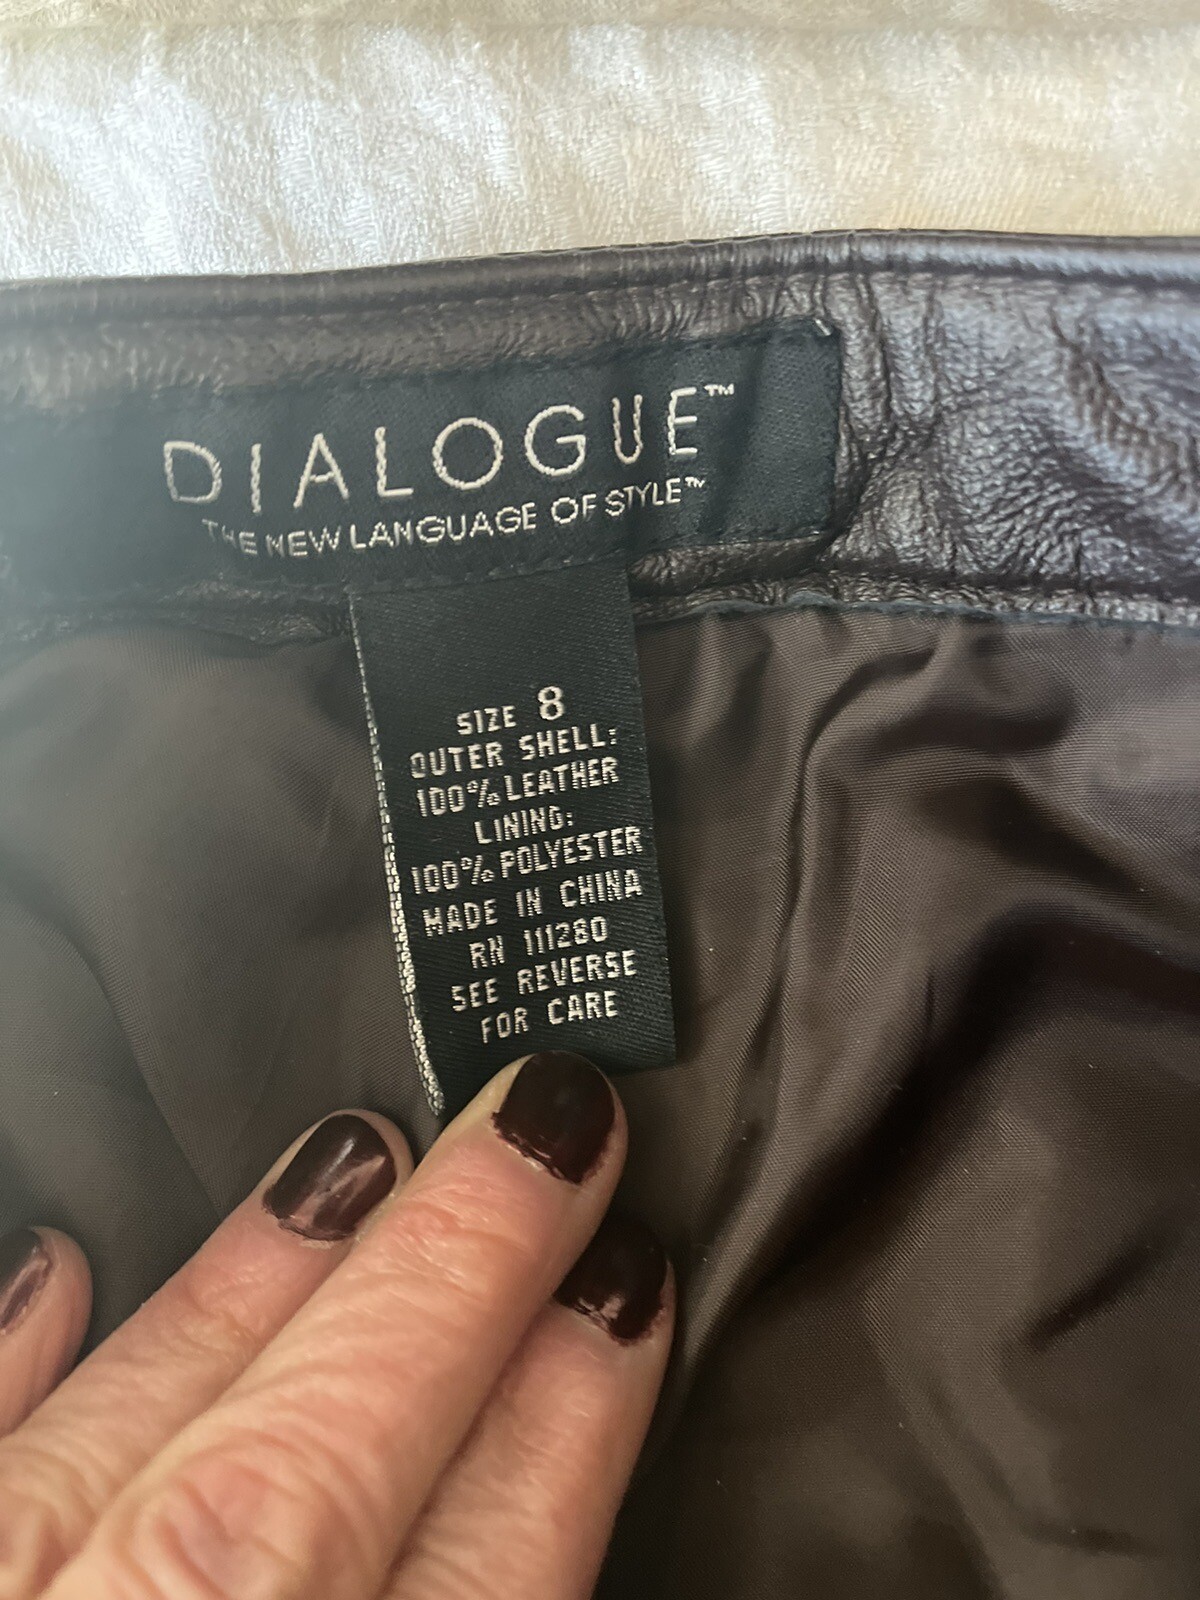 DIALOGUE™
THE NEW LANGUAGE OF STYLE™
SIZE 8
OUTER SHELL:
100% LEATHER
LINING:
100% POLYESTER
MADE IN CHINA
RN 111280
SEE REVERSE
FOR CARE